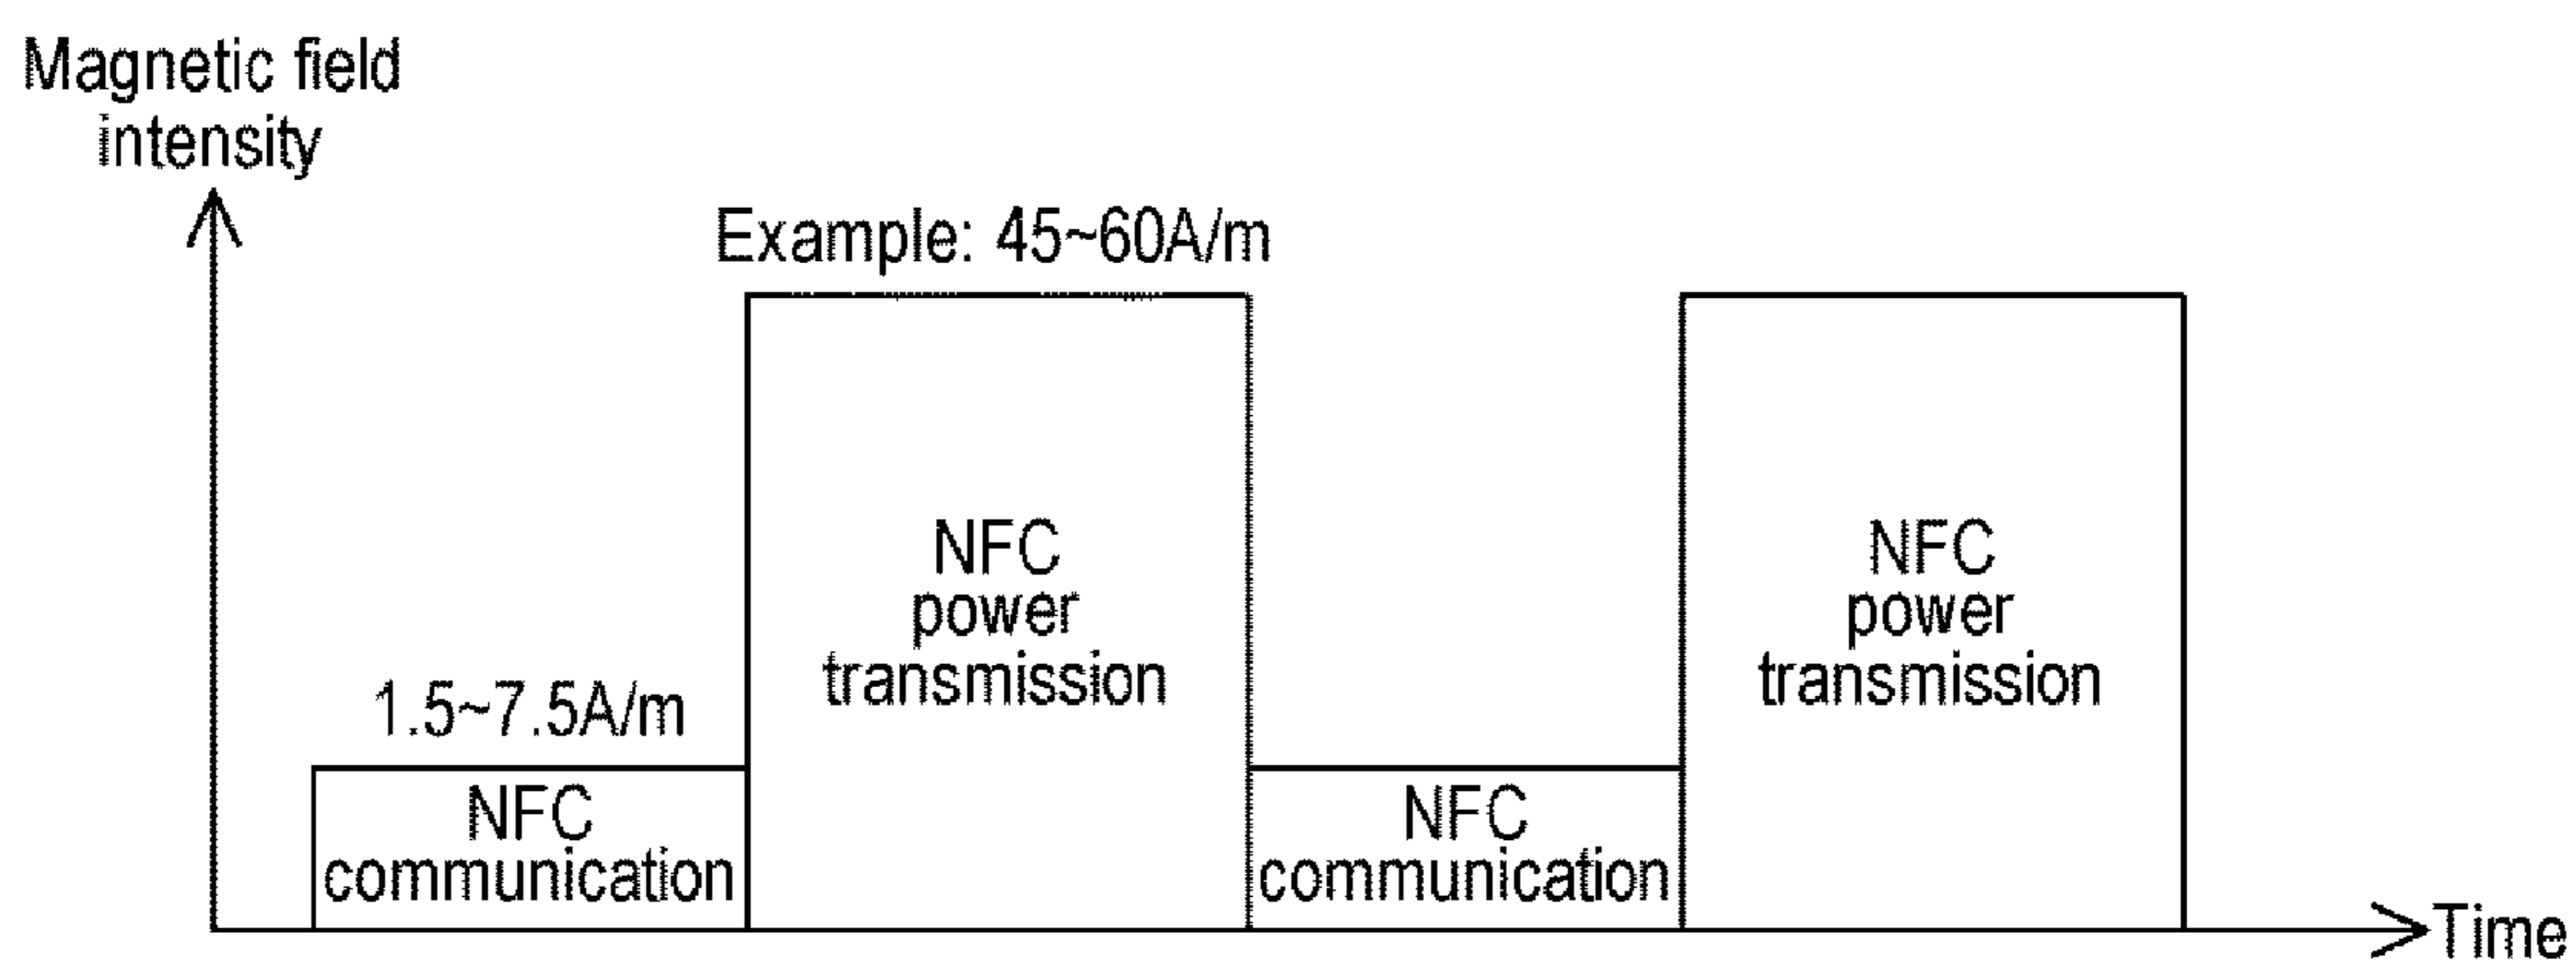 Magnetic field
intensity
Example: 45~60A/m
NFC
power
transmission
NFC
power
transmission
1.5~7.5A/m
NFC
communication
NFC
communication
Time